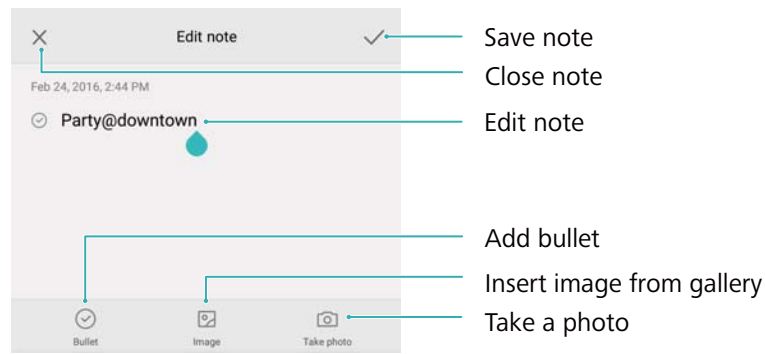 Edit note
Save note
Close note
Feb 24, 2016, 2:44 PM
Party@downtown
Edit note
Add bullet
Insert image from gallery
Take a photo
Bullet
Image
Take photo